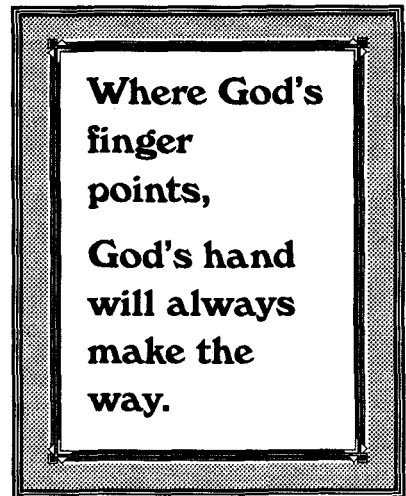 Where God's
finger
points,
God's hand
will always
make the
way.